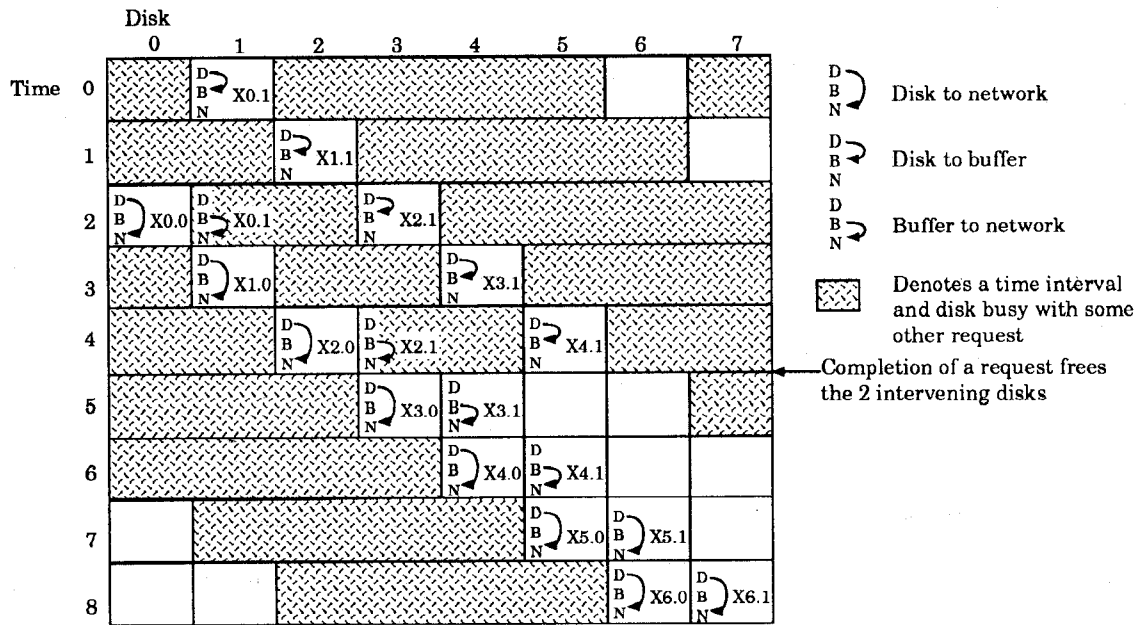 Disk
0 1 2 3 4 5 6 7
Time 0
D B N X0.1
1
D B N X1.1
2
D B N X0.0
D B N X0.1
D B N X2.1
3
D B N X1.0
D B N X3.1
4
D B N X2.0
D B N X2.1
D B N X4.1
5
D B N X3.0
D B N X3.1
6
D B N X4.0
D B N X4.1
7
D B N X5.0
D B N X5.1
8
D B N X6.0
D B N X6.1
D B N Disk to network
D B N Disk to buffer
D B N Buffer to network
Denotes a time interval
and disk busy with some
other request
Completion of a request frees
the 2 intervening disks